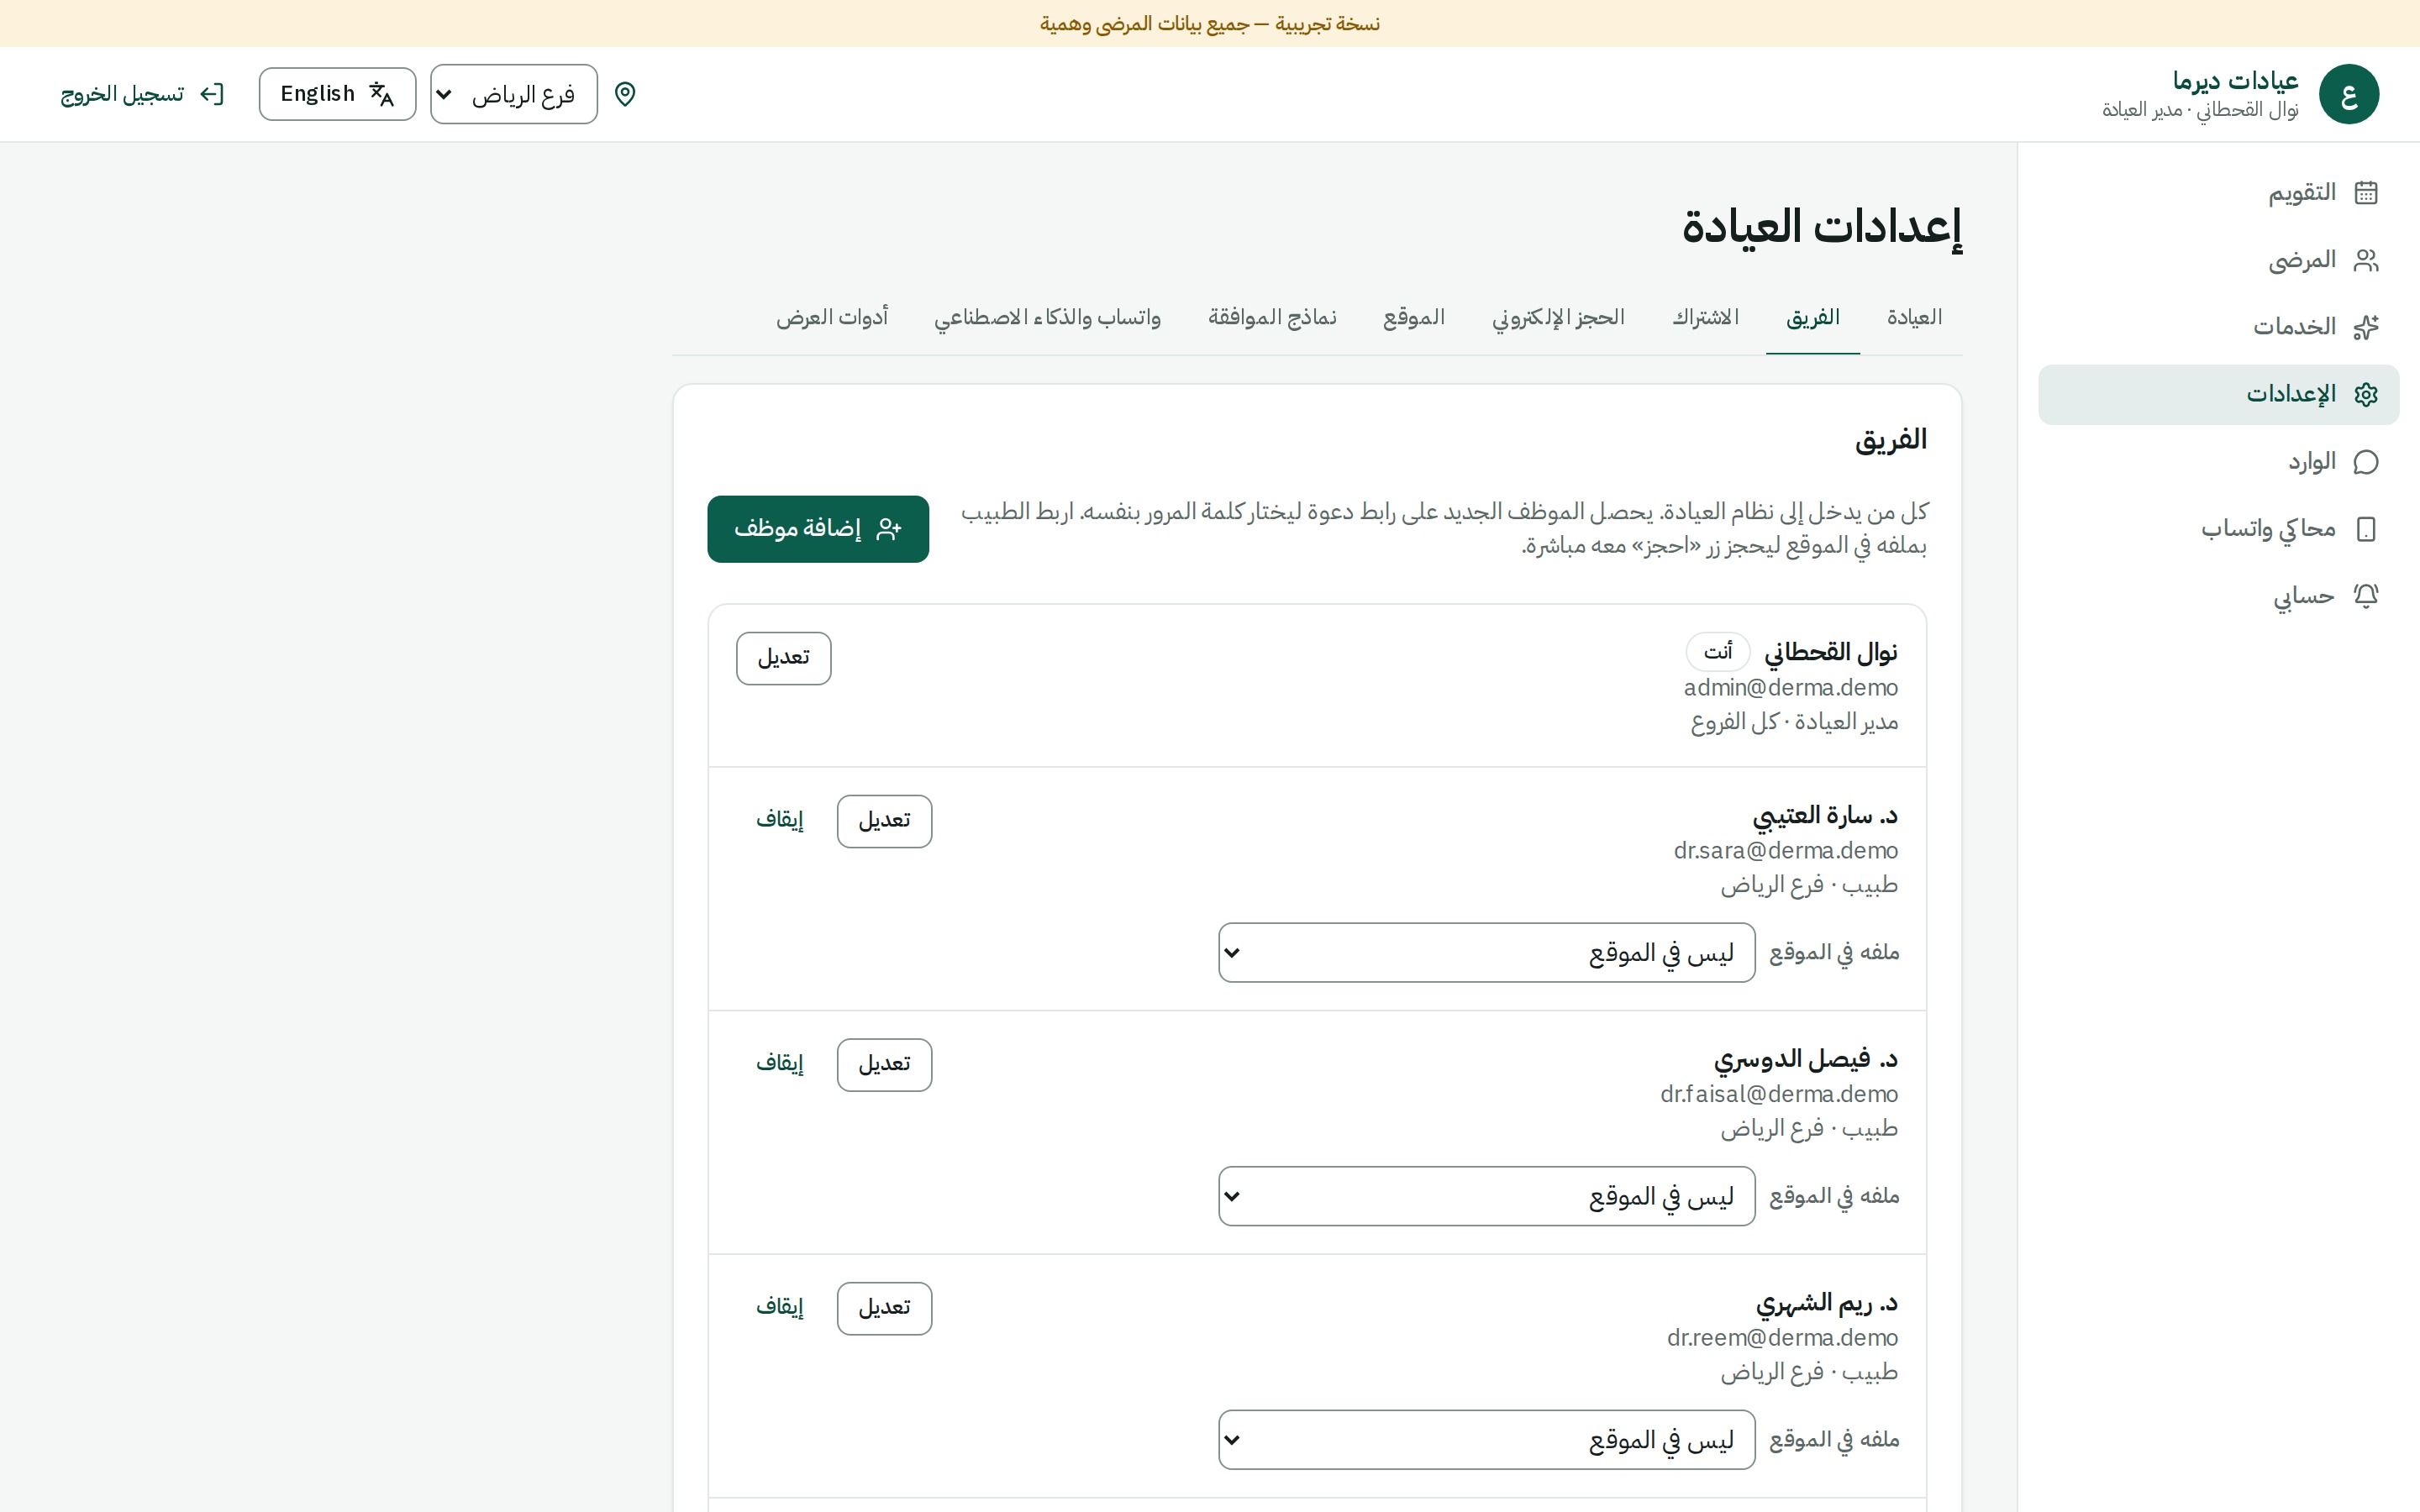 نسخة تجريبية — جميع بيانات المرضى وهمية
ع
عيادات ديرما
نوال القحطاني · مدير العيادة
فرع الرياض
English
تسجيل الخروج
التقويم
المرضى
الخدمات
الإعدادات
الوارد
محاكي واتساب
حسابي
إعدادات العيادة
العيادة
الفريق
الاشتراك
الحجز الإلكتروني
الموقع
نماذج الموافقة
واتساب والذكاء الاصطناعي
أدوات العرض
الفريق
كل من يدخل إلى نظام العيادة. يحصل الموظف الجديد على رابط دعوة ليختار كلمة المرور بنفسه. اربط الطبيب
بملفه في الموقع ليحجز زر «احجز» معه مباشرة.
إضافة موظف
نوال القحطاني
أنت
admin@derma.demo
مدير العيادة · كل الفروع
تعديل
د. سارة العتيبي
dr.sara@derma.demo
طبيب · فرع الرياض
تعديل
إيقاف
ملفه في الموقع
ليس في الموقع
د. فيصل الدوسري
dr.faisal@derma.demo
طبيب · فرع الرياض
تعديل
إيقاف
ملفه في الموقع
ليس في الموقع
د. ريم الشهري
dr.reem@derma.demo
طبيب · فرع الرياض
تعديل
إيقاف
ملفه في الموقع
ليس في الموقع